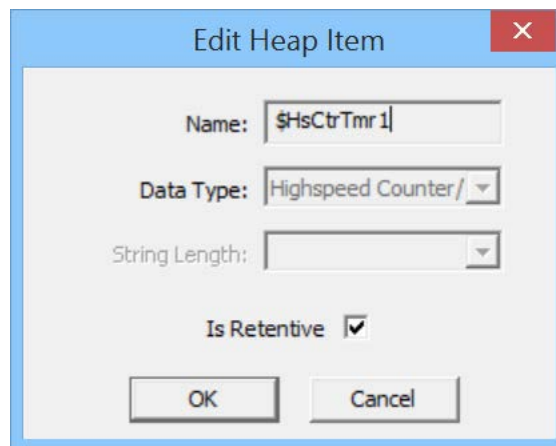 Edit Heap Item
Name: $HsCtrTmr1
Data Type: Highspeed Counter/
String Length:
Is Retentive
OK Cancel